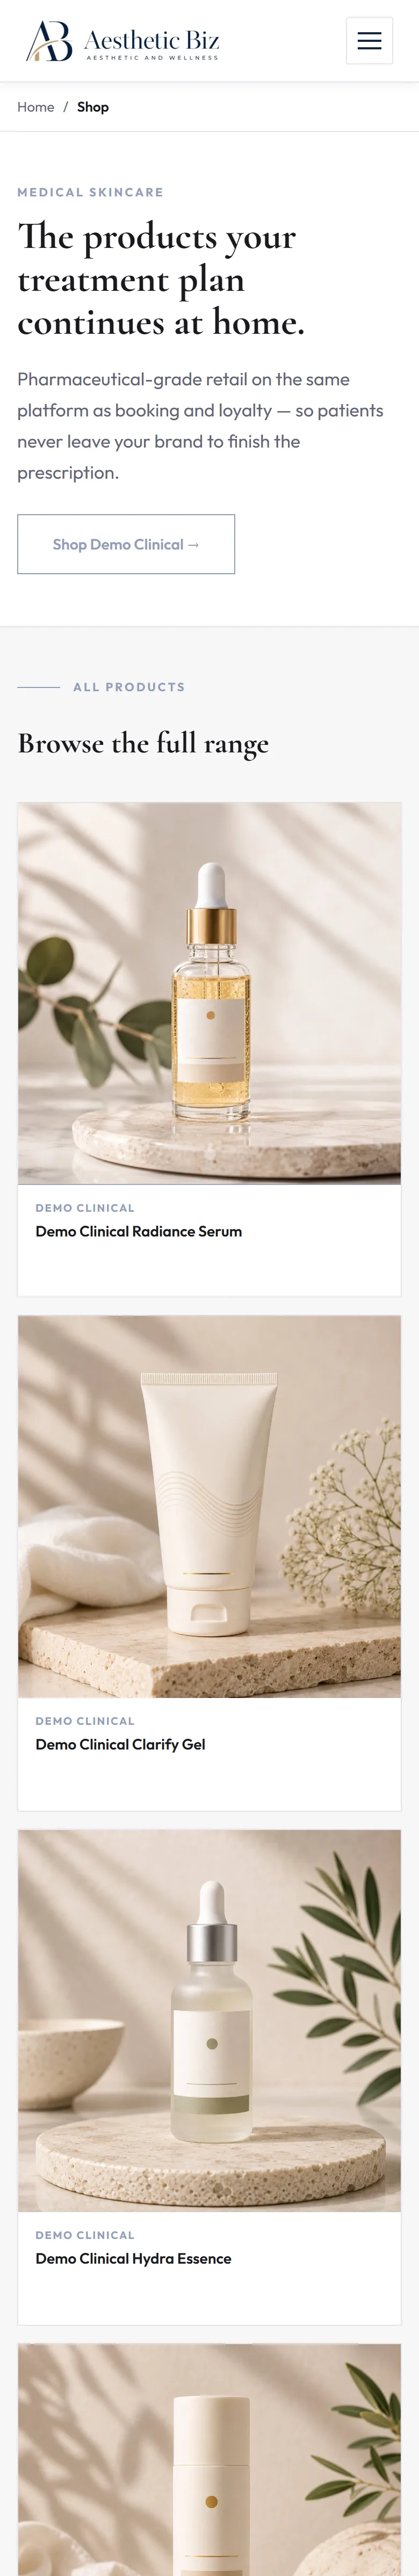 AB Aesthetic Biz
AESTHETIC AND WELLNESS
Home / Shop
MEDICAL SKINCARE
The products your
treatment plan
continues at home.
Pharmaceutical-grade retail on the same
platform as booking and loyalty — so patients
never leave your brand to finish the
prescription.
Shop Demo Clinical →
ALL PRODUCTS
Browse the full range
DEMO CLINICAL
Demo Clinical Radiance Serum
DEMO CLINICAL
Demo Clinical Clarify Gel
DEMO CLINICAL
Demo Clinical Hydra Essence